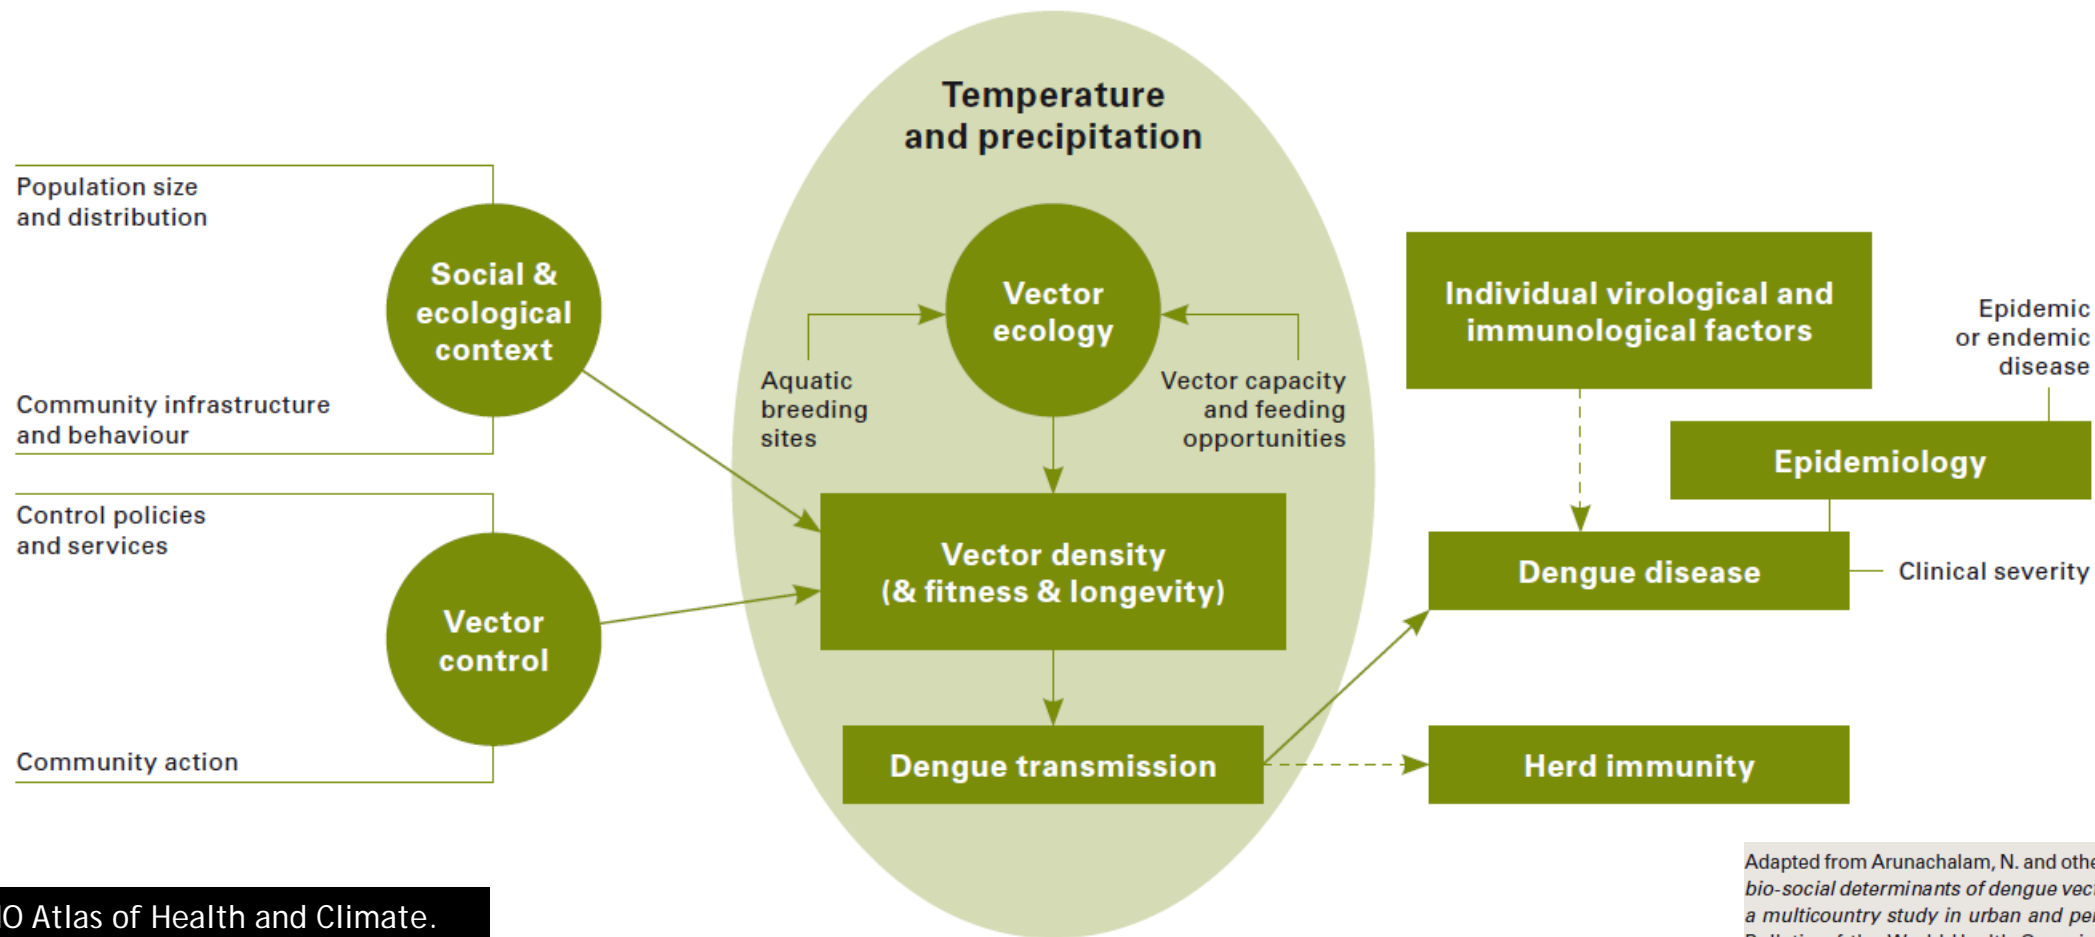 Temperature
and precipitation
Population size
and distribution
Social &
ecological
context
Community infrastructure
and behaviour
Vector
ecology
Aquatic
breeding
sites
Vector capacity
and feeding
opportunities
Individual virological and
immunological factors
Epidemic
or endemic
disease
Epidemiology
Control policies
and services
Vector
control
Community action
Vector density
(& fitness & longevity)
Dengue disease
Clinical severity
Dengue transmission
Herd immunity
Atlas of Health and Climate.
Adapted from Arunachalam, N. and
bio-social determinants of dengue
a multicountry study in urban and